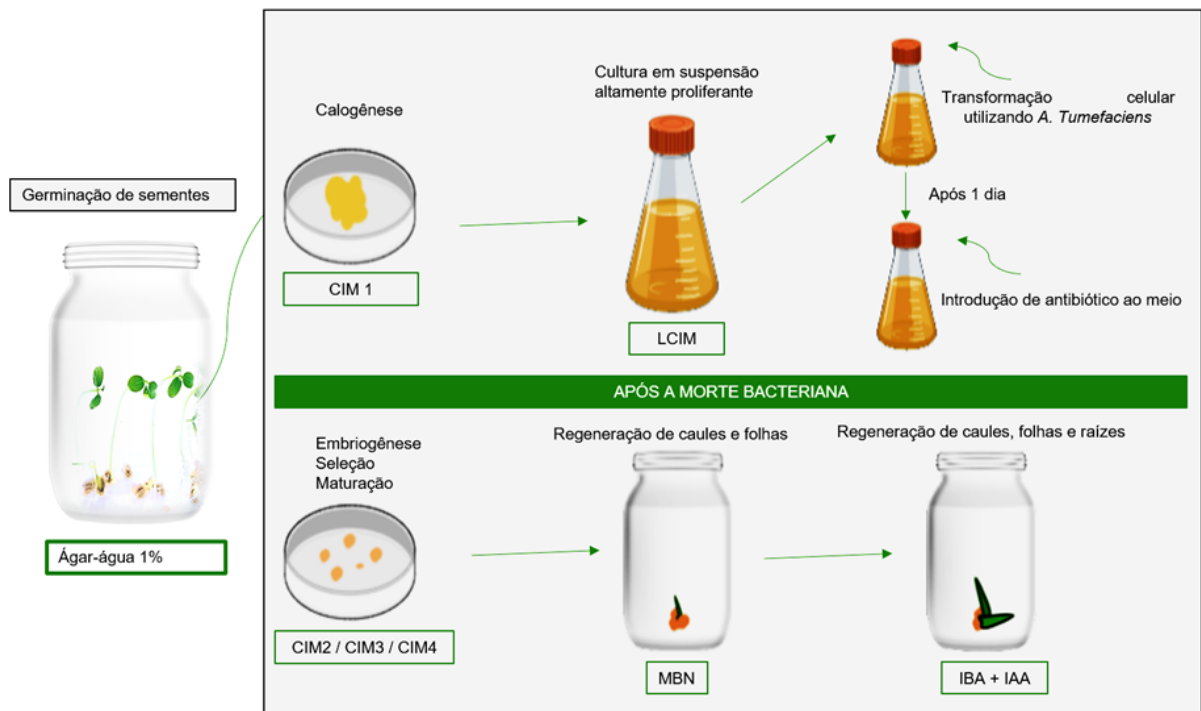 Germinação de sementes
Ágar-água 1%
Calogênese
CIM 1
Cultura em suspensão
altamente proliferante
LCIM
Transformação celular
utilizando A. Tumefaciens
Após 1 dia
Introdução de antibiótico ao meio
APÓS A MORTE BACTERIANA
Embriogênese
Seleção
Maturação
CIM2 / CIM3 / CIM4
Regeneração de caules e folhas
MBN
Regeneração de caules, folhas e raízes
IBA + IAA